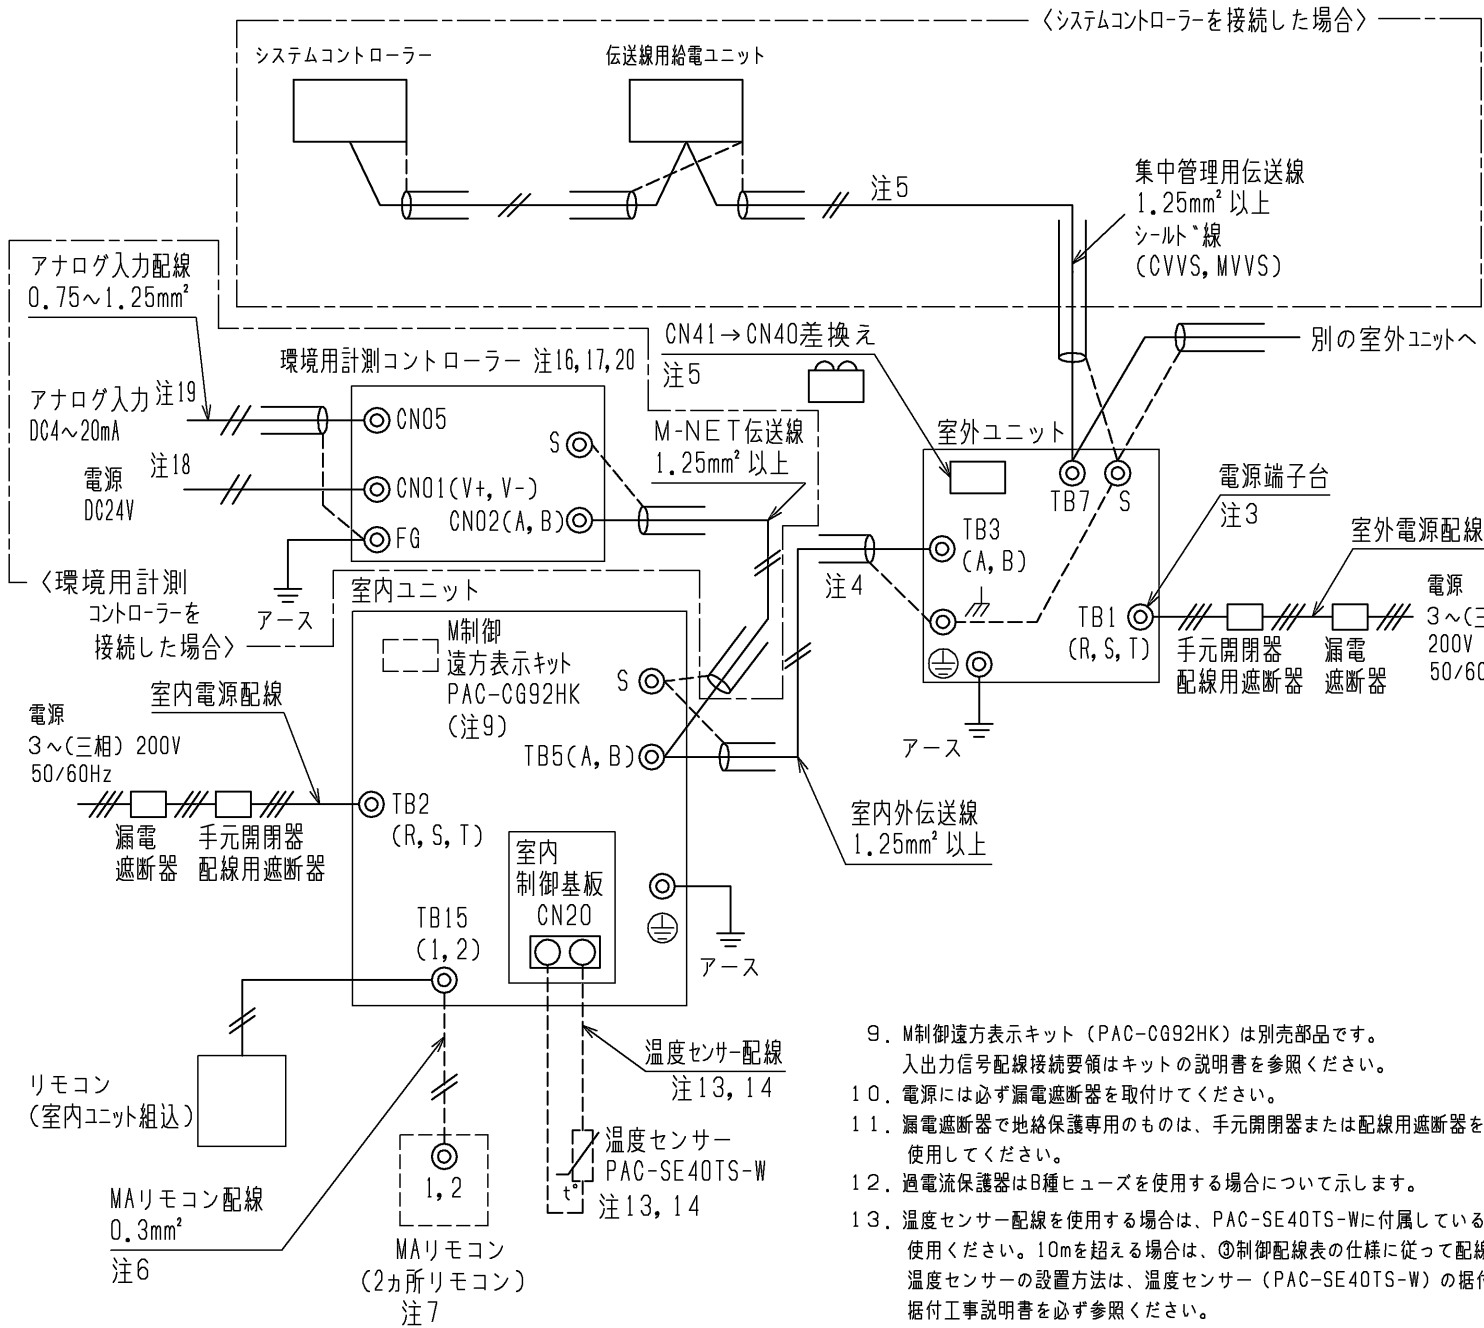 〈システムコントローラーを接続した場合〉
システムコントローラー
伝送線用給電ユニット
注5
集中管理用伝送線
1.25mm²以上
シールド線
(CVVS, MVVS)
アナログ入力配線
0.75～1.25mm²
環境用計測コントローラー 注16,17,20
CN41→CN40差換え
注5
別の室外ユニットへ
アナログ入力 注19
DC4～20mA
CN05
S
M-NET伝送線
1.25mm²以上
室外ユニット
電源
DC24V
注18
CN01(V+, V-)
CN02(A, B)
FG
TB7
S
TB3
(A, B)
電源端子台
注3
室外電源配線
〈環境用計測
コントローラーを
接続した場合〉
アース
室内ユニット
注4
TB1
(R, S, T)
手元開閉器
配線用遮断器
漏電
遮断器
電源
3～(三
200V
50/60
M制御
遠方表示キット
PAC-CG92HK
(注9)
S
TB5(A, B)
アース
室内電源配線
電源
3～(三相) 200V
50/60Hz
漏電
遮断器
手元開閉器
配線用遮断器
TB2
(R, S, T)
室内外伝送線
1.25mm²以上
室内
制御基板
CN20
TB15
(1, 2)
アース
温度センサー配線
注13, 14
リモコン
(室内ユニット組込)
温度センサー
PAC-SE40TS-W
注13, 14
t°
1, 2
MAリモコン配線
0.3mm²
注6
MAリモコン
(2ヵ所リモコン)
注7
9. M制御遠方表示キット（PAC-CG92HK）は別売部品です。
入出力信号配線接続要領はキットの説明書を参照ください。
10. 電源には必ず漏電遮断器を取付けてください。
11. 漏電遮断器で地絡保護専用のものは、手元開閉器または配線用遮断器を
使用してください。
12. 過電流保護器はB種ヒューズを使用する場合について示します。
13. 温度センサー配線を使用する場合は、PAC-SE40TS-Wに付属している
使用ください。10mを超える場合は、③制御配線表の仕様に従って配線
温度センサーの設置方法は、温度センサー（PAC-SE40TS-W）の据付
据付工事説明書を必ず参照ください。